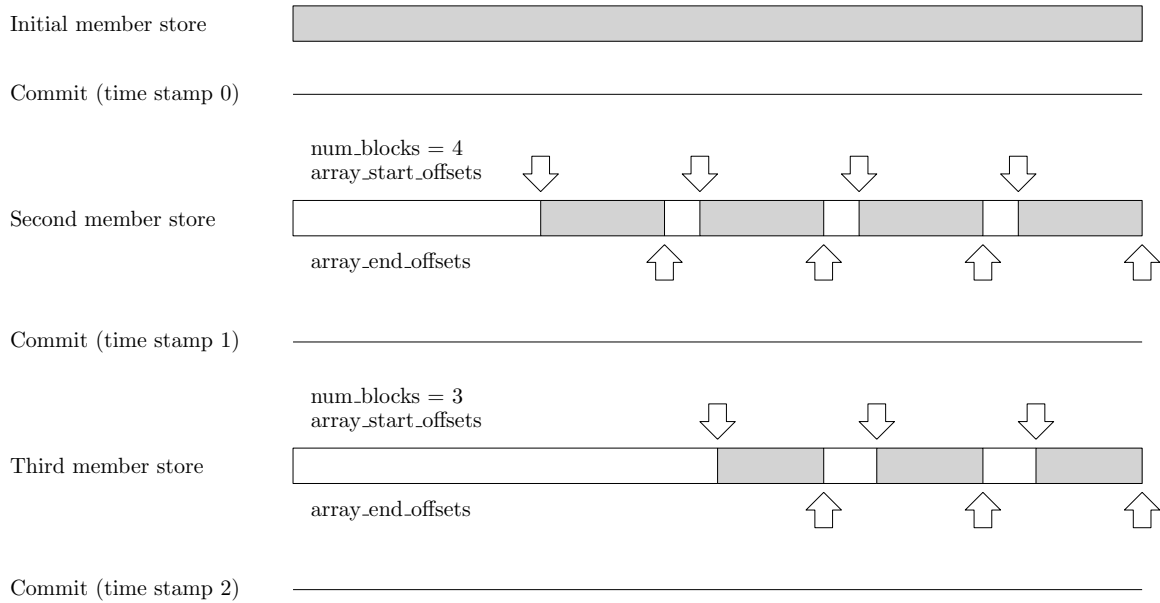 Initial member store
Commit (time stamp 0)
num_blocks = 4
array_start_offsets
Second member store
array_end_offsets
Commit (time stamp 1)
num_blocks = 3
array_start_offsets
Third member store
array_end_offsets
Commit (time stamp 2)